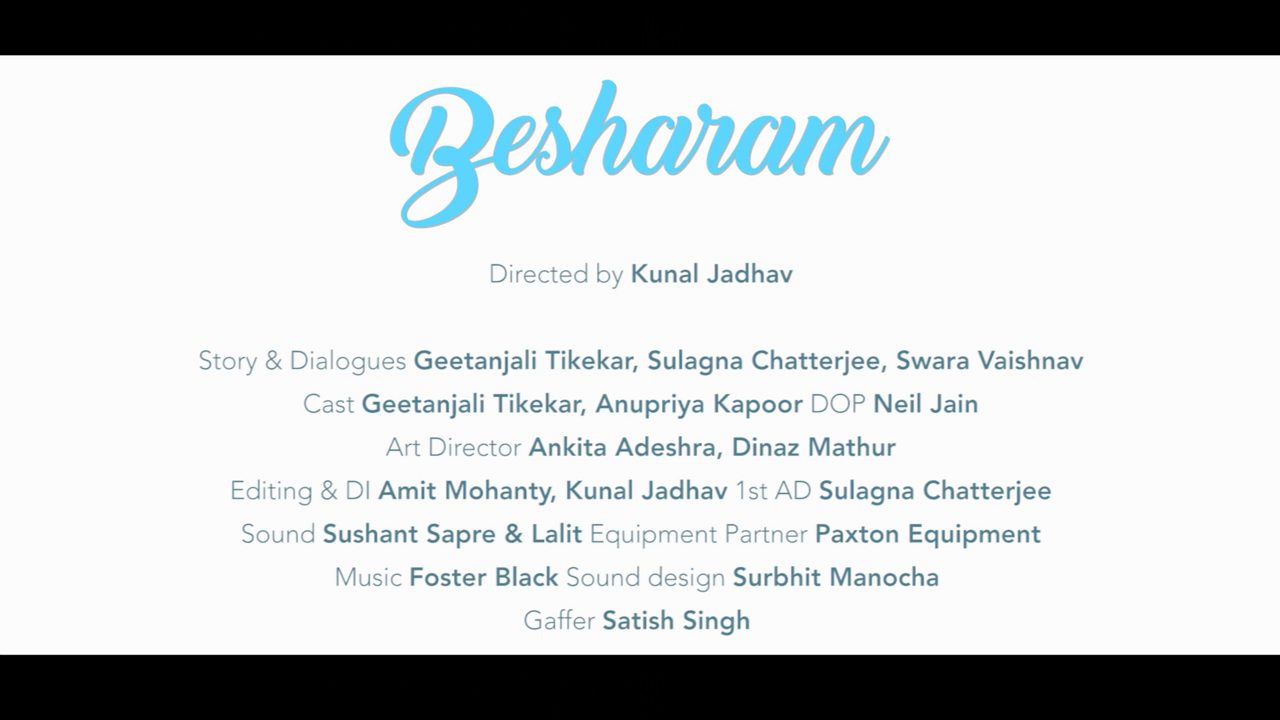 Besharam
Directed by Kunal Jadhav
Story & Dialogues Geetanjali Tikekar, Sulagna Chatterjee, Swara Vaishnav
Cast Geetanjali Tikekar, Anupriya Kapoor DOP Neil Jain
Art Director Ankita Adeshra, Dinaz Mathur
Editing & DI Amit Mohanty, Kunal Jadhav 1st AD Sulagna Chatterjee
Sound Sushant Sapre & Lalit Equipment Partner Paxton Equipment
Music Foster Black Sound design Surbhit Manocha
Gaffer Satish Singh